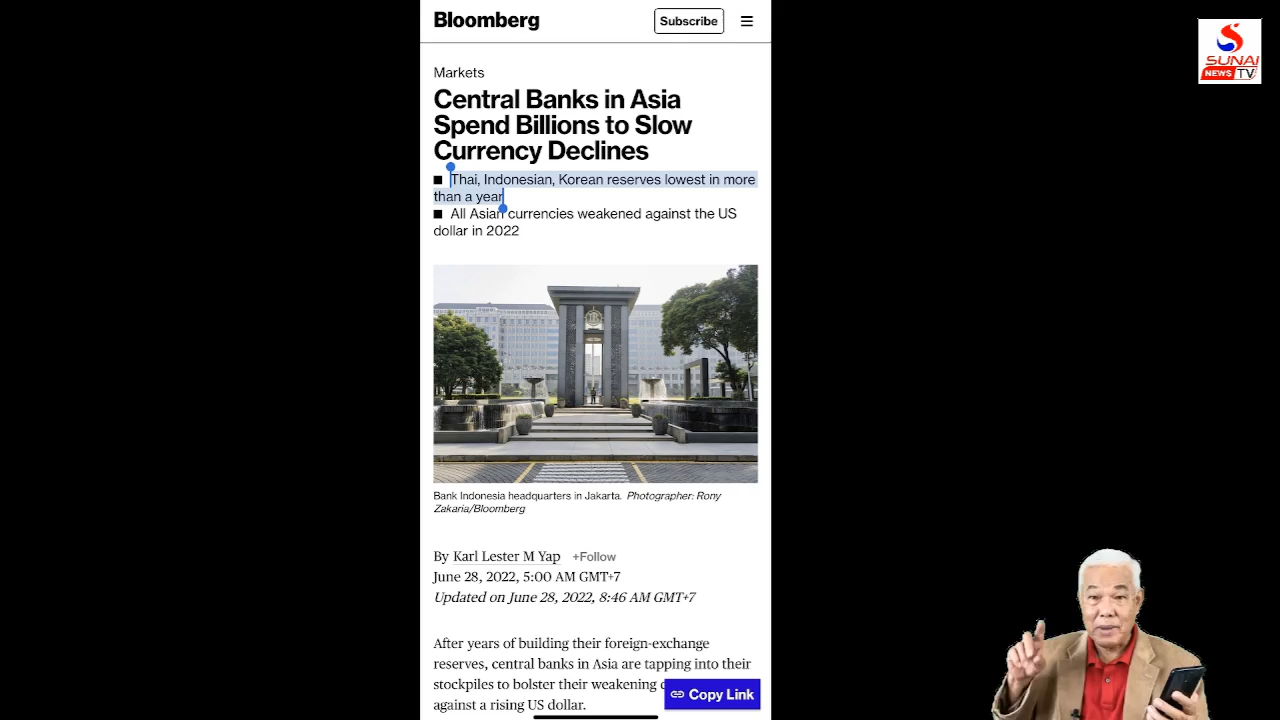 Bloomberg
Subscribe
SUNAI
NEWS TV
Markets
Central Banks in Asia
Spend Billions to Slow
Currency Declines
■ Thai, Indonesian, Korean reserves lowest in more
than a year
■ All Asian currencies weakened against the US
dollar in 2022
Bank Indonesia headquarters in Jakarta. Photographer: Rony
Zakaria/Bloomberg
By Karl Lester M Yap +Follow
June 28, 2022, 5:00 AM GMT+7
Updated on June 28, 2022, 8:46 AM GMT+7
After years of building their foreign-exchange
reserves, central banks in Asia are tapping into their
stockpiles to bolster their weakening
against a rising US dollar.
Copy Link